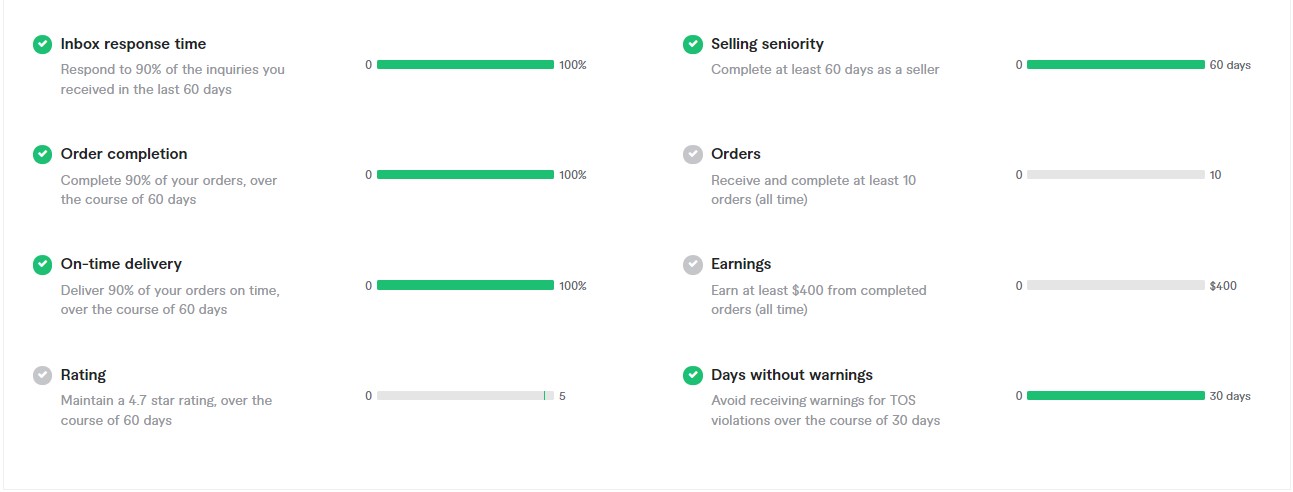 Inbox response time
Respond to 90% of the inquiries you
received in the last 60 days
0 100%
Selling seniority
Complete at least 60 days as a seller
0 60 days
Order completion
Complete 90% of your orders, over
the course of 60 days
0 100%
Orders
Receive and complete at least 10
orders (all time)
0 10
On-time delivery
Deliver 90% of your orders on time,
over the course of 60 days
0 100%
Earnings
Earn at least $400 from completed
orders (all time)
0 $400
Rating
Maintain a 4.7 star rating, over the
course of 60 days
0 5
Days without warnings
Avoid receiving warnings for TOS
violations over the course of 30 days
0 30 days